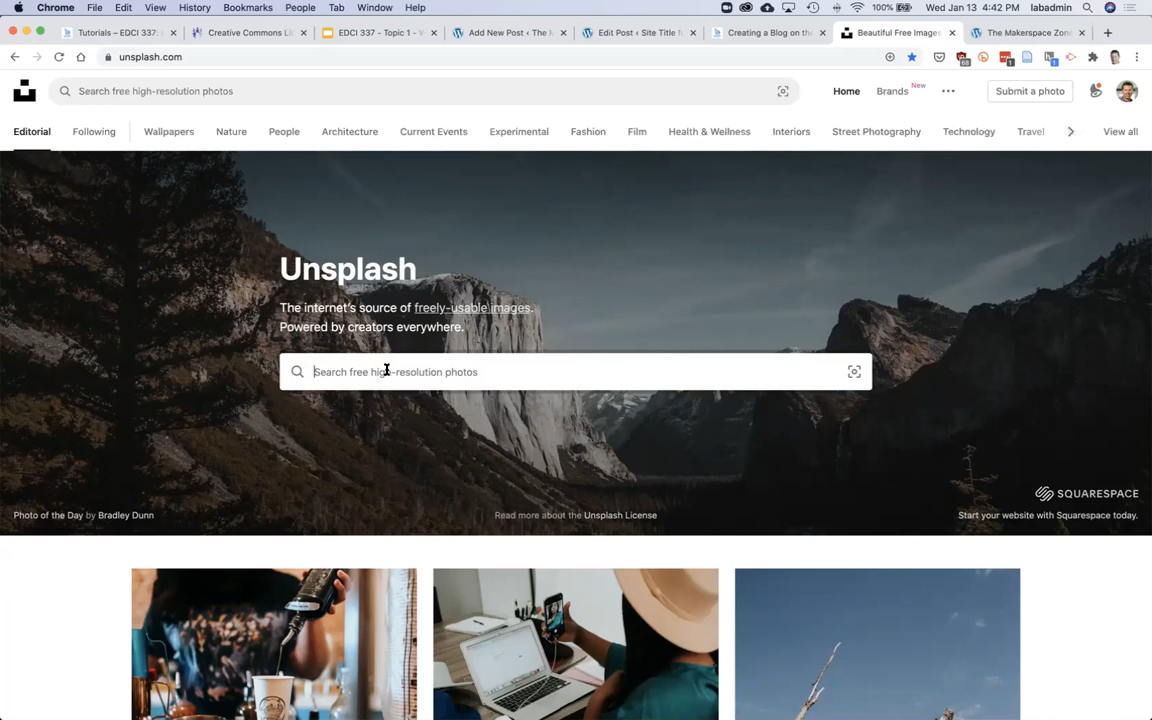 Chrome File Edit View History Bookmarks People Tab Window Help
100% Wed Jan 13 4:42 PM labadmin
Tutorials – EDCI 337: Creative Commons Li EDCI 337 - Topic 1 - W Add New Post ‹ The M Edit Post ‹ Site Title f Creating a Blog on the Beautiful Free Images The Makerspace Zone
unsplash.com
Search free high-resolution photos
Home Brands New Submit a photo
Editorial Following Wallpapers Nature People Architecture Current Events Experimental Fashion Film Health & Wellness Interiors Street Photography Technology Travel View all
Unsplash
The internet's source of freely-usable images.
Powered by creators everywhere.
Search free high-resolution photos
SQUARESPACE
Photo of the Day by Bradley Dunn
Read more about the Unsplash License
Start your website with Squarespace today.